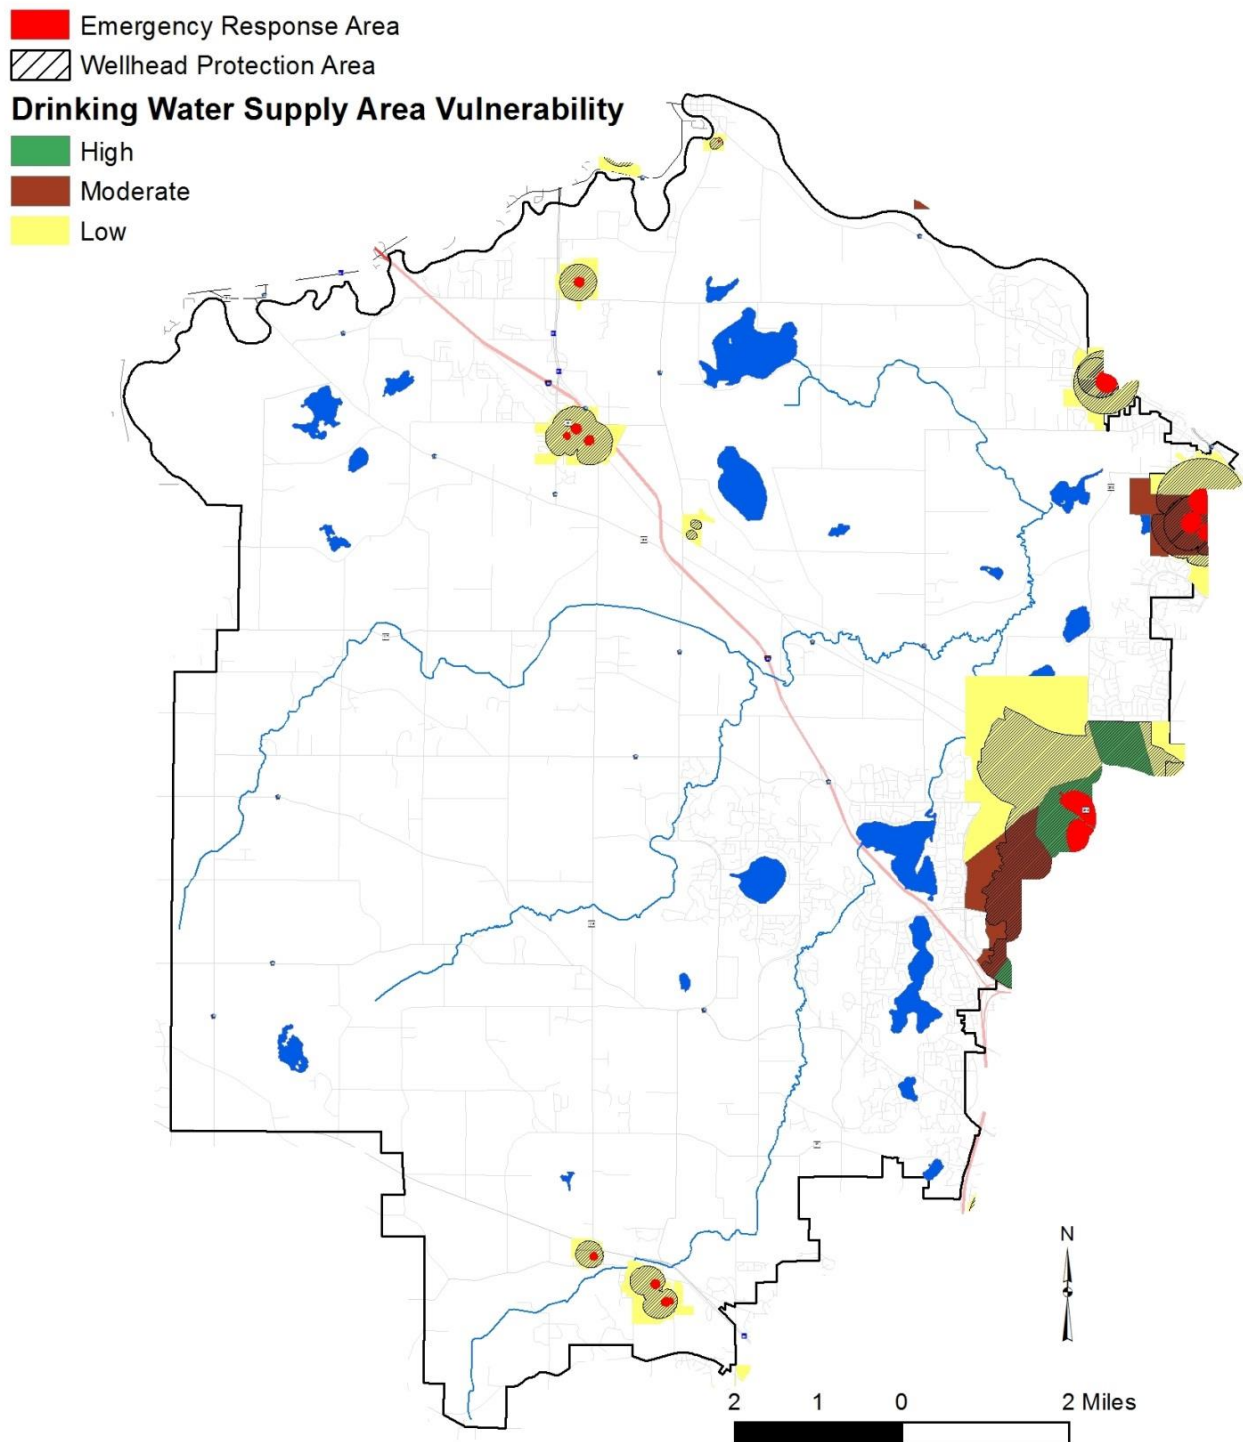 Emergency Response Area
Wellhead Protection Area
Drinking Water Supply Area Vulnerability
High
Moderate
Low
N
2 1 0 2 Miles